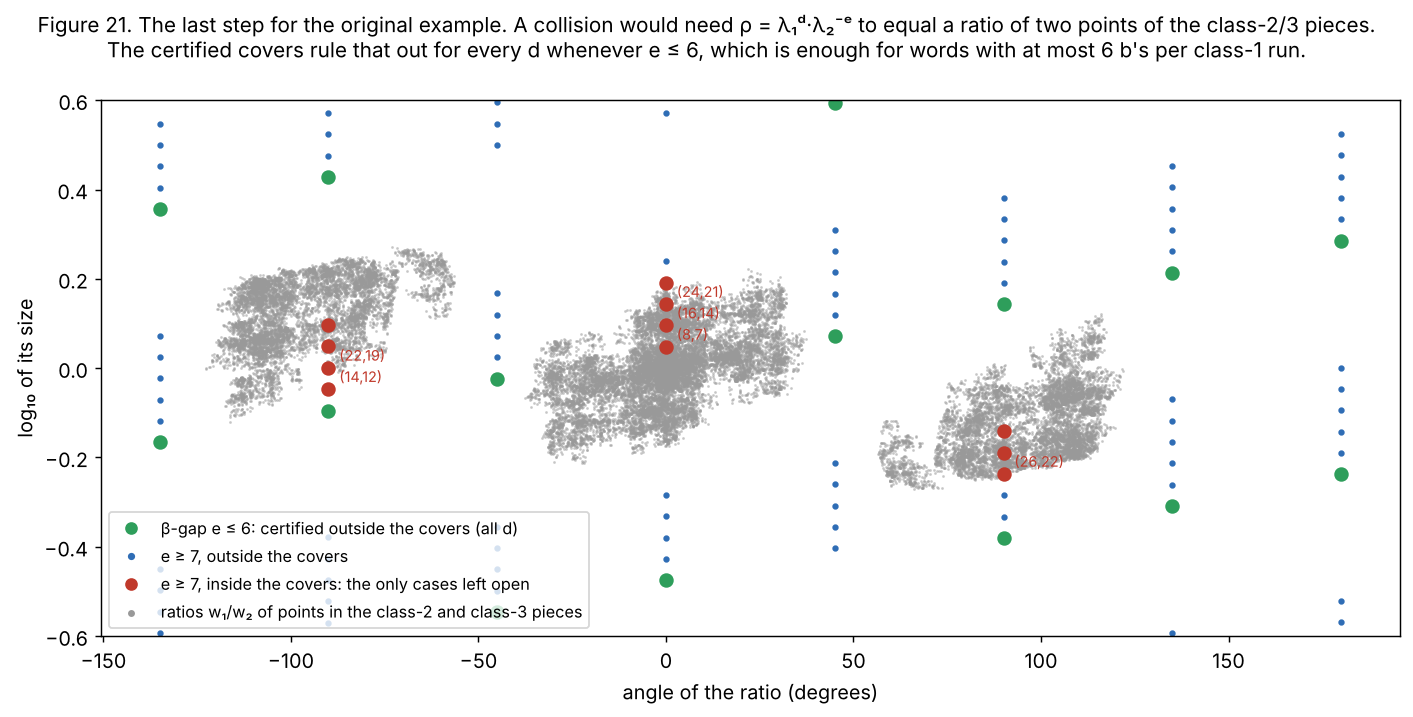 Figure 21. The last step for the original example. A collision would need ρ = λ₁ᵈ·λ₂⁻ᵉ to equal a ratio of two points of the class-2/3 pieces.
The certified covers rule that out for every d whenever e ≤ 6, which is enough for words with at most 6 b's per class-1 run.
0.6
0.4
0.2
0.0
−0.2
−0.4
−0.6
log₁₀ of its size
(24,21)
(16,14)
(8,7)
(22,19)
(14,12)
(26,22)
β-gap e ≤ 6: certified outside the covers (all d)
e ≥ 7, outside the covers
e ≥ 7, inside the covers: the only cases left open
ratios w₁/w₂ of points in the class-2 and class-3 pieces
−150
−100
−50
0
50
100
150
angle of the ratio (degrees)